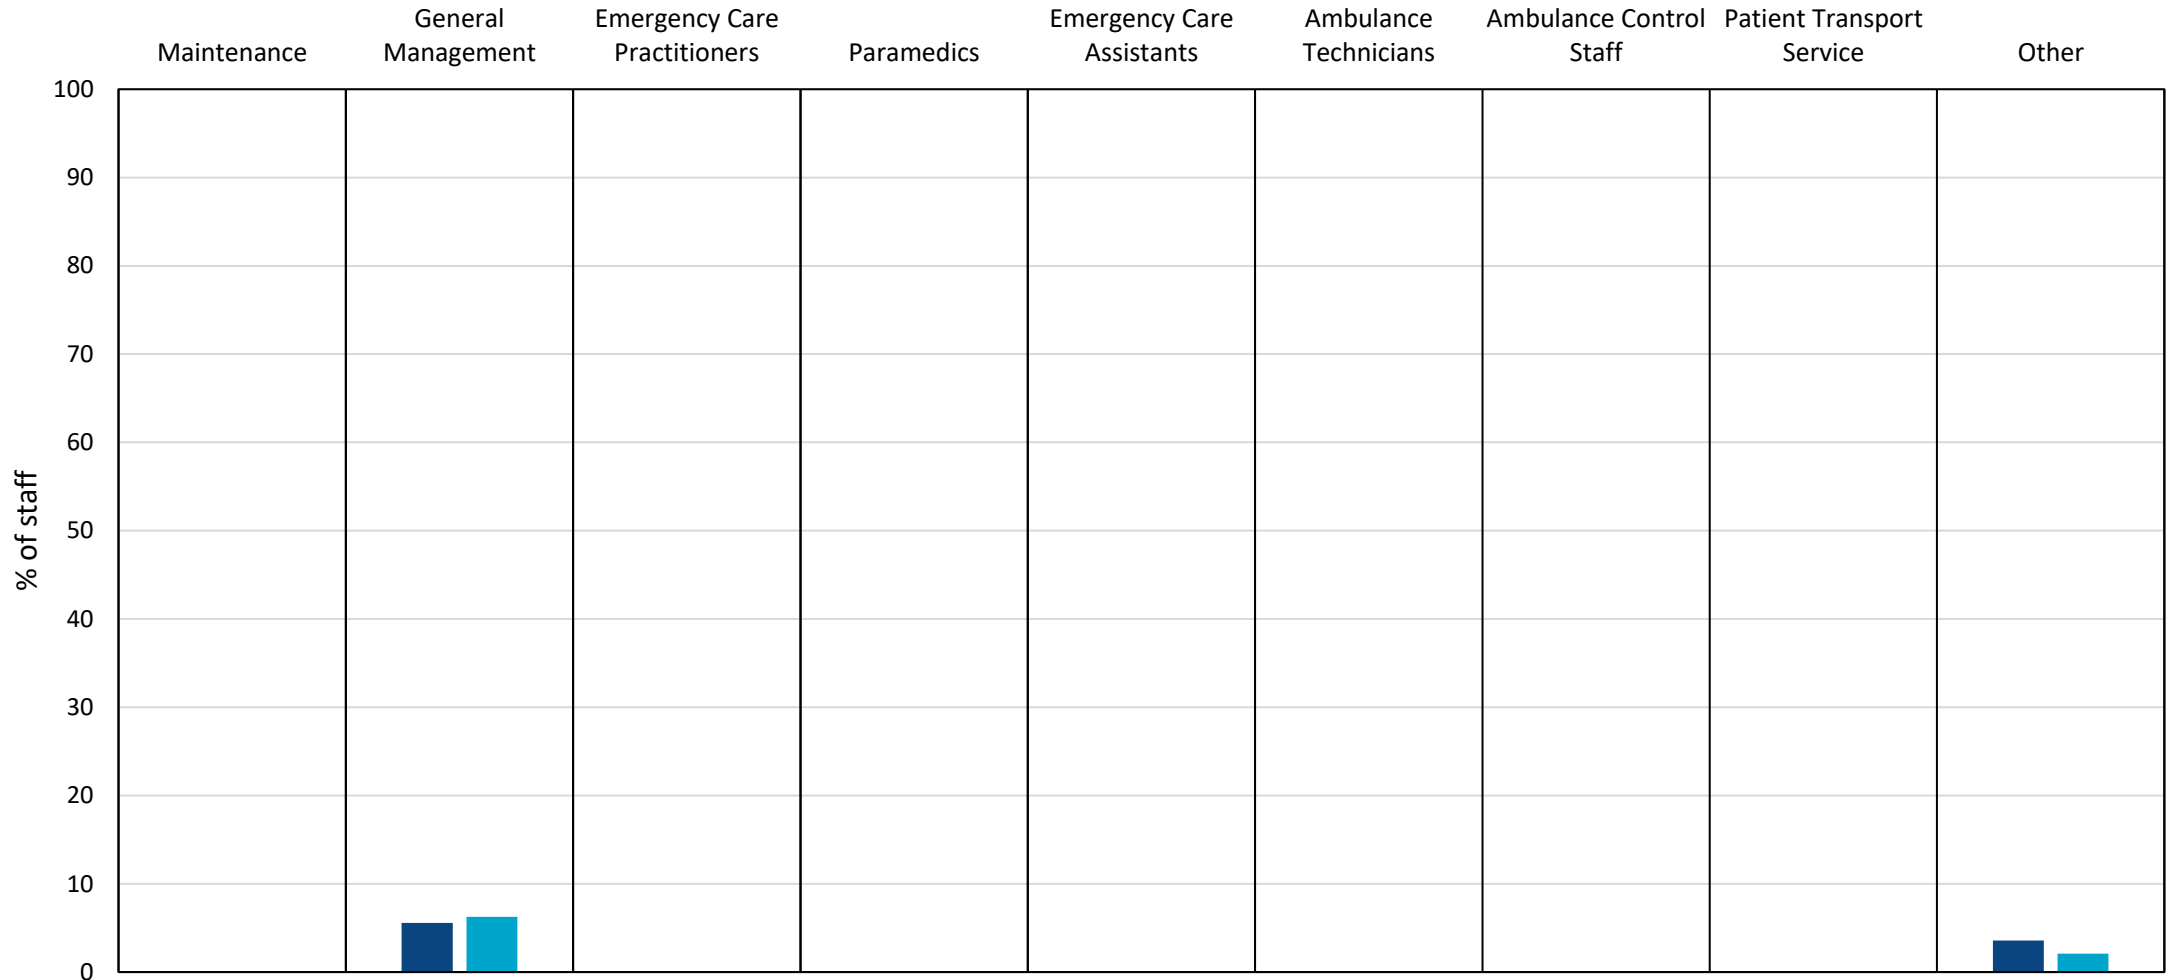 Maintenance
General
Management
Emergency Care
Practitioners
Paramedics
Emergency Care
Assistants
Ambulance
Technicians
Ambulance Control
Staff
Patient Transport
Service
Other
100
90
80
70
60
50
40
30
20
10
0
% of staff